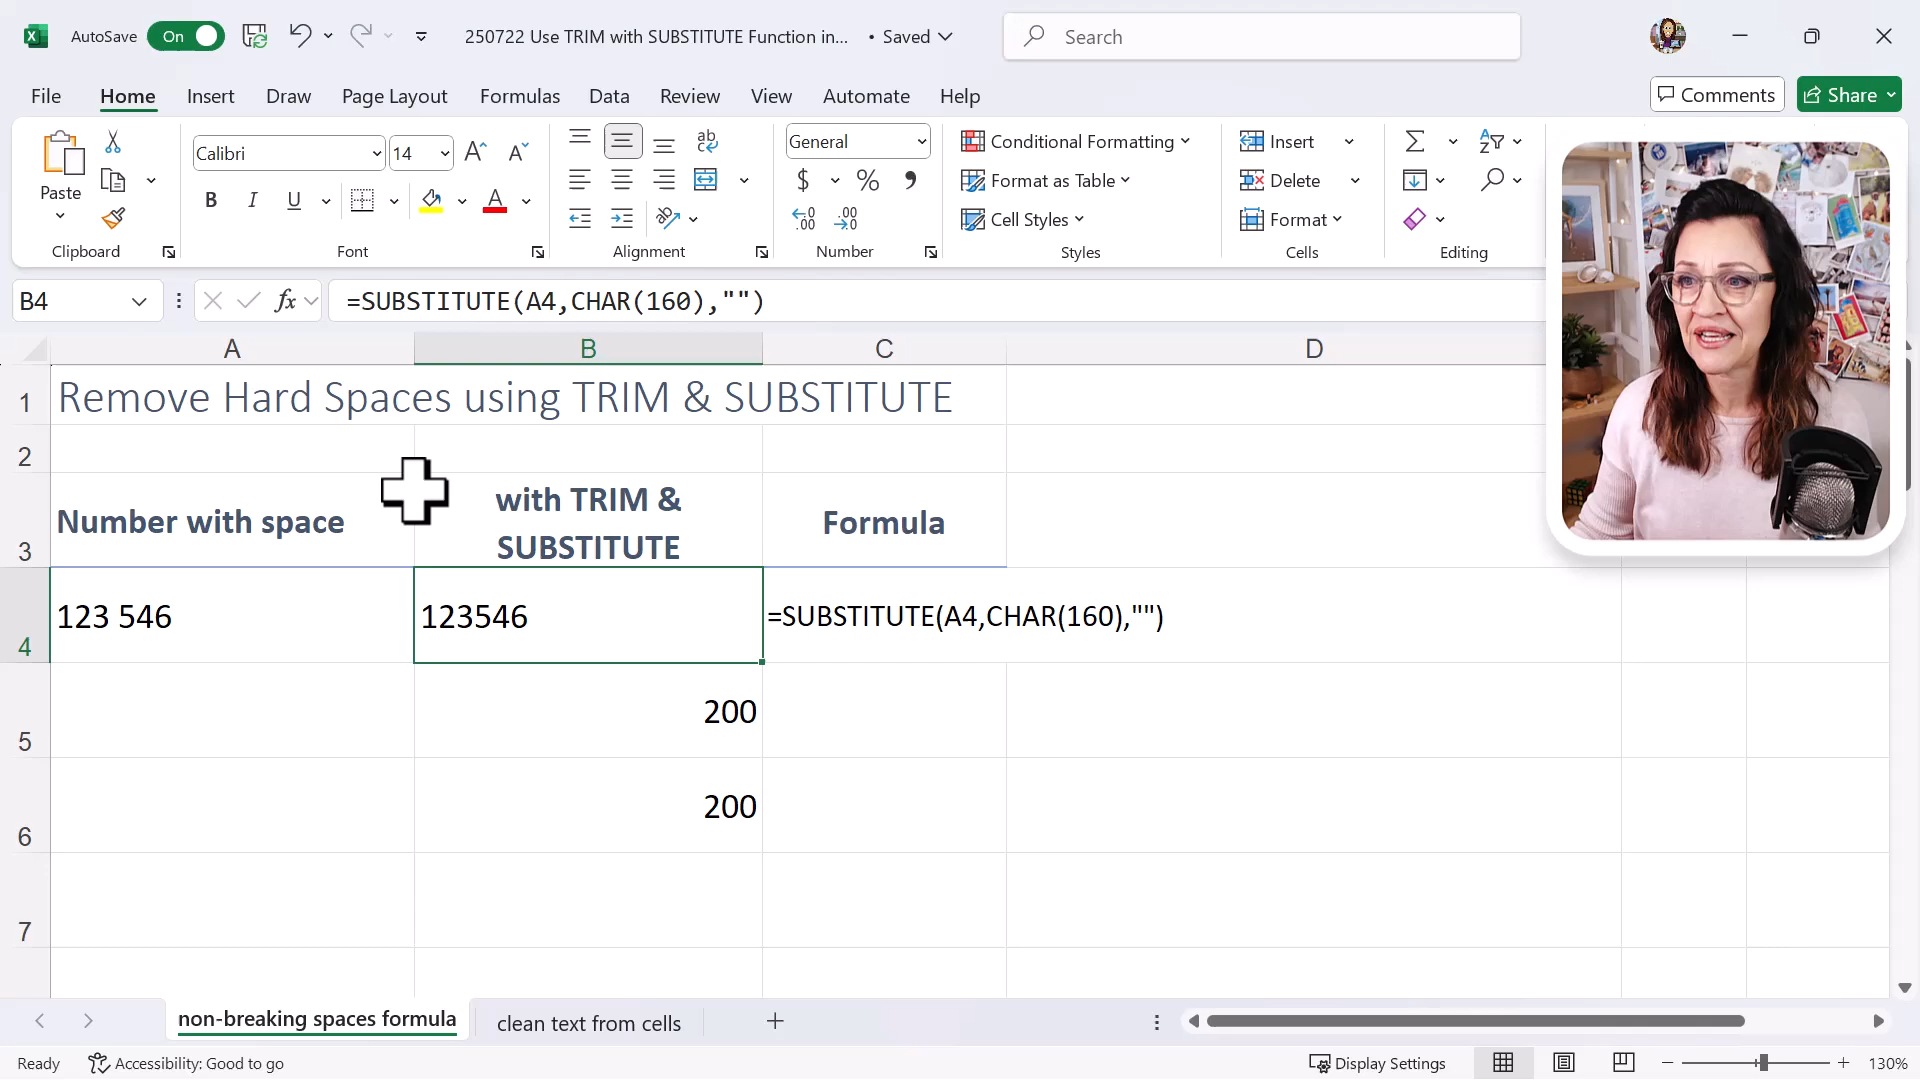 AutoSave On 250722 Use TRIM with SUBSTITUTE Function in... • Saved Search
File Home Insert Draw Page Layout Formulas Data Review View Automate Help Comments Share
Paste
Clipboard
Calibri 14
B I U A
Font
ab
Alignment
General
$ % 9
Number
Conditional Formatting
Format as Table
Cell Styles
Styles
Insert
Delete
Format
Cells
Editing
B4 fx =SUBSTITUTE(A4,CHAR(160),"")
A B C D
1 Remove Hard Spaces using TRIM & SUBSTITUTE
2
3 Number with space with TRIM & SUBSTITUTE Formula
4 123 546 123546 =SUBSTITUTE(A4,CHAR(160),"")
5 200
6 200
7
non-breaking spaces formula clean text from cells +
Ready Accessibility: Good to go Display Settings 130%